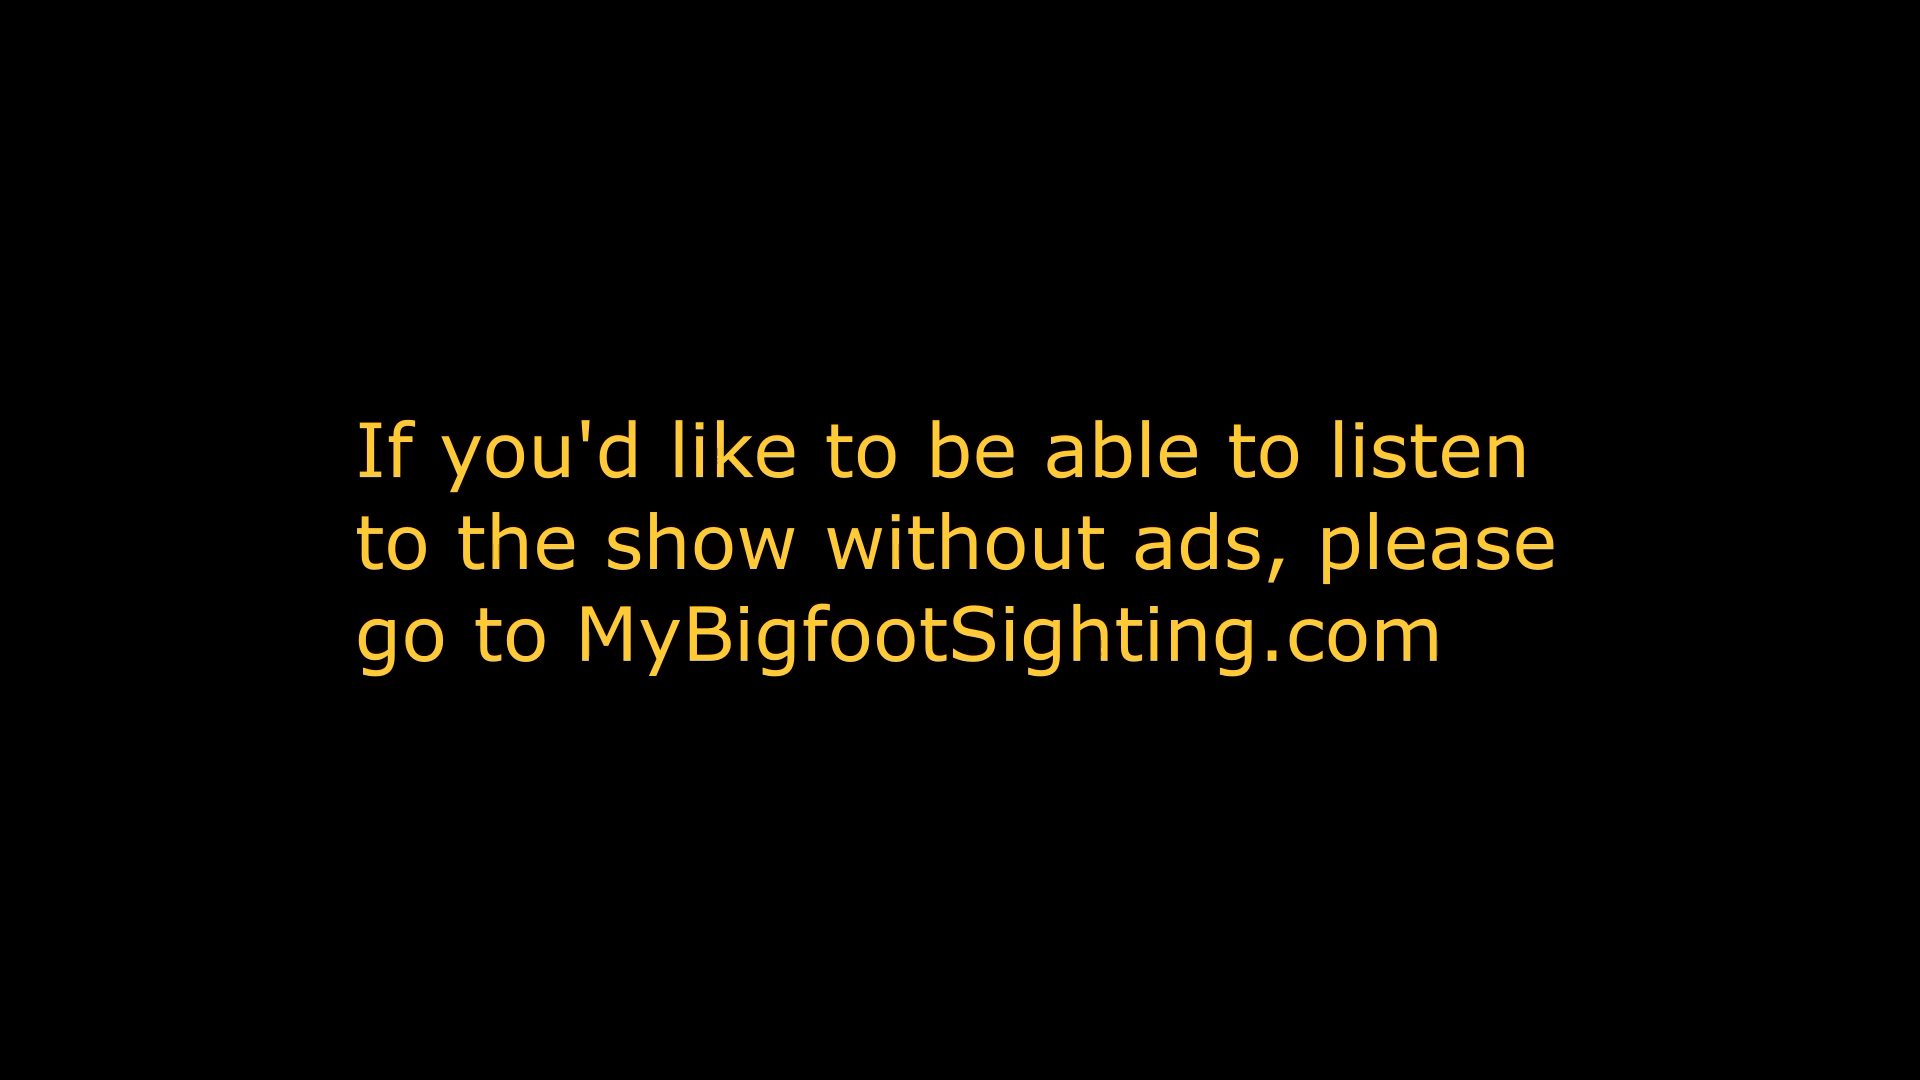 If you'd like to be able to listen
to the show without ads, please
go to MyBigfootSighting.com